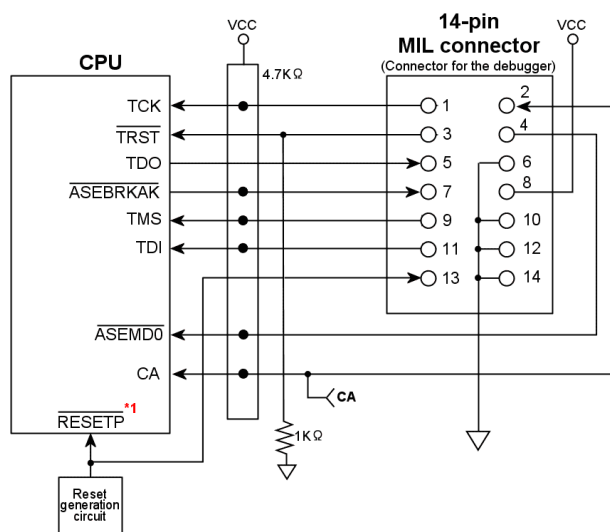 14-pin
MIL connector
(Connector for the debugger)
VCC
VCC
CPU
4.7KΩ
TCK
TRST
TDO
ASEBRKAK
TMS
TDI
ASEMD0
CA
RESETP *1
1
2
3
4
5
6
7
8
9
10
11
12
13
14
CA
1KΩ
Reset
generation
circuit